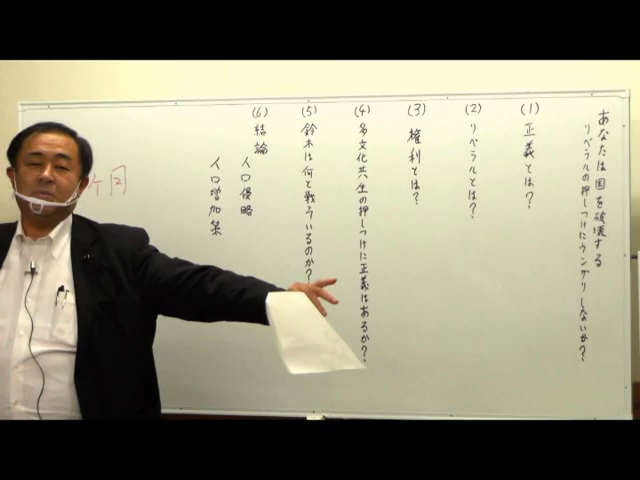 あなたは国を破壊する
リベラルの押しつけにウンザリしないか?
(1) 正義とは?
(2) リベラルとは?
(3) 権利とは?
(4) 多文化共生の押しつけに正義はあるか?
(5) 鈴木は何と戦っているのか?
(6) 結論
人口侵略
人口増加策
ケ国